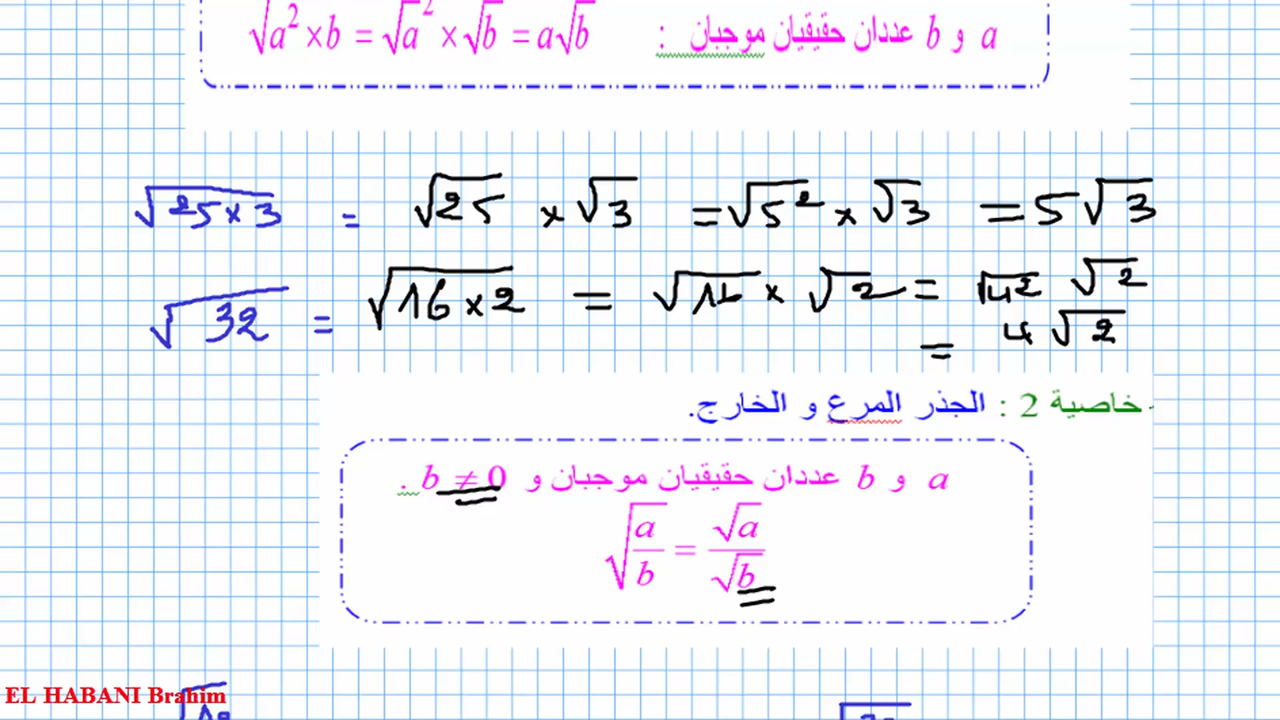 a و b عددان حقيقيان موجبان : √a² × b = √a² × √b = a√b
√25 × 3 = √25 × √3 = √5² × √3 = 5√3
√32 = √16 × 2 = √16 × √2 = √4² √2
= 4 √2
خاصية 2 : الجذر المرع و الخارج.
a و b عددان حقيقيان موجبان و b ≠ 0 .
√a/b = √a/√b
EL HABANI Brahim